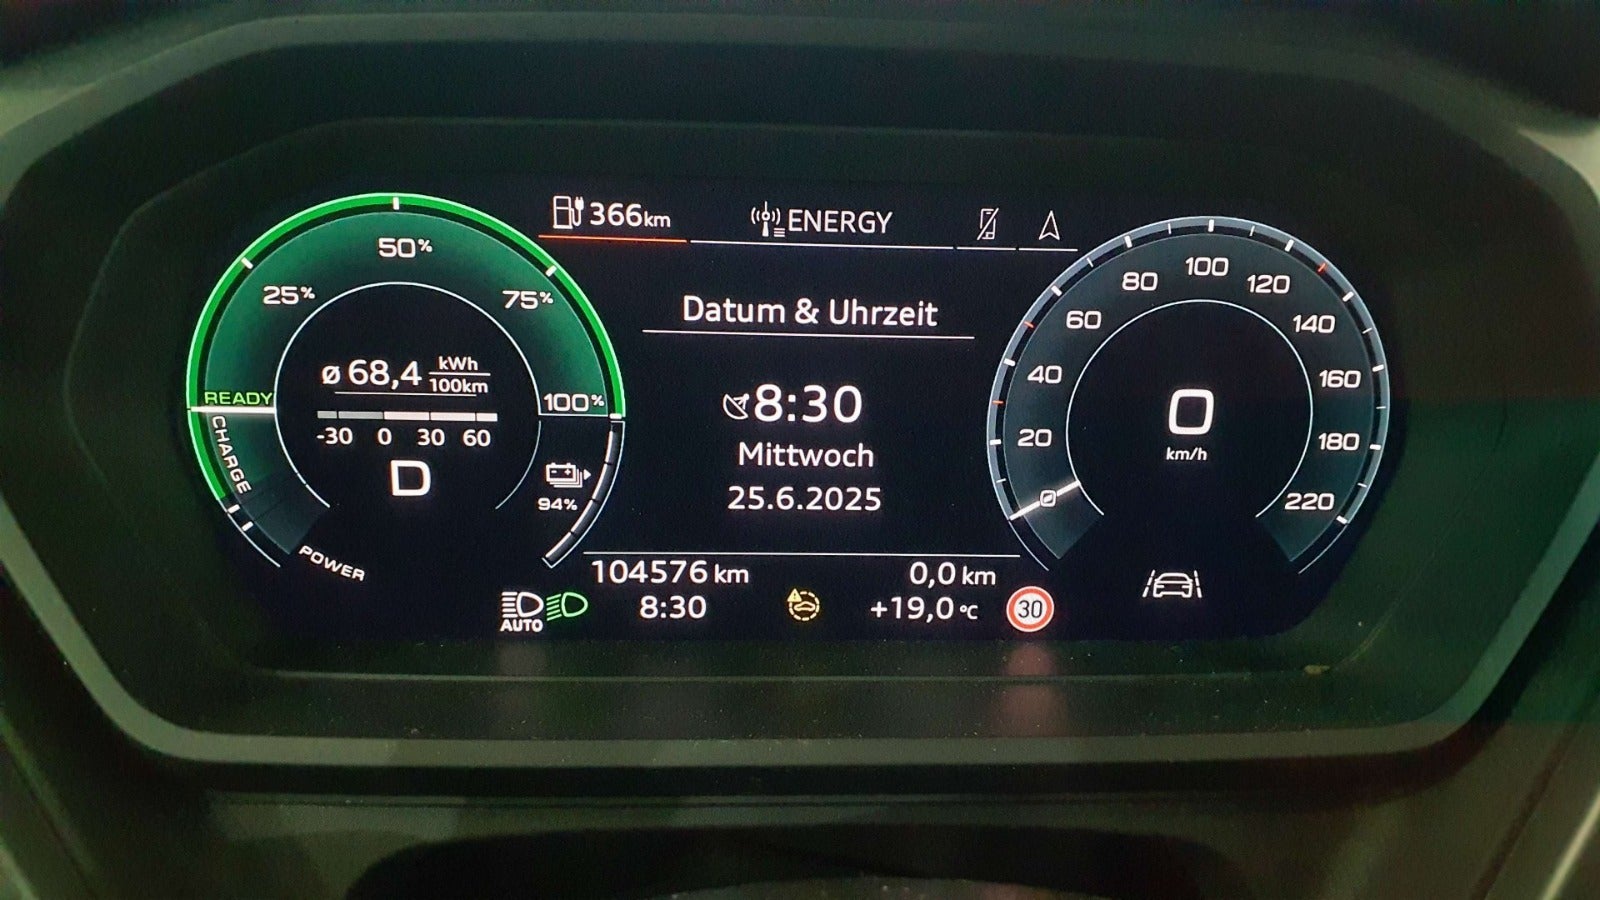 366 km
ENERGY
50%
25%
75%
READY
100%
CHARGE
POWER
ø 68,4 kWh
100km
-30 0 30 60
D
94%
Datum & Uhrzeit
8:30
Mittwoch
25.6.2025
104576 km
0,0 km
AUTO
8:30
+19,0 °C
30
0
20
40
60
80
100
120
140
160
180
220
0
km/h